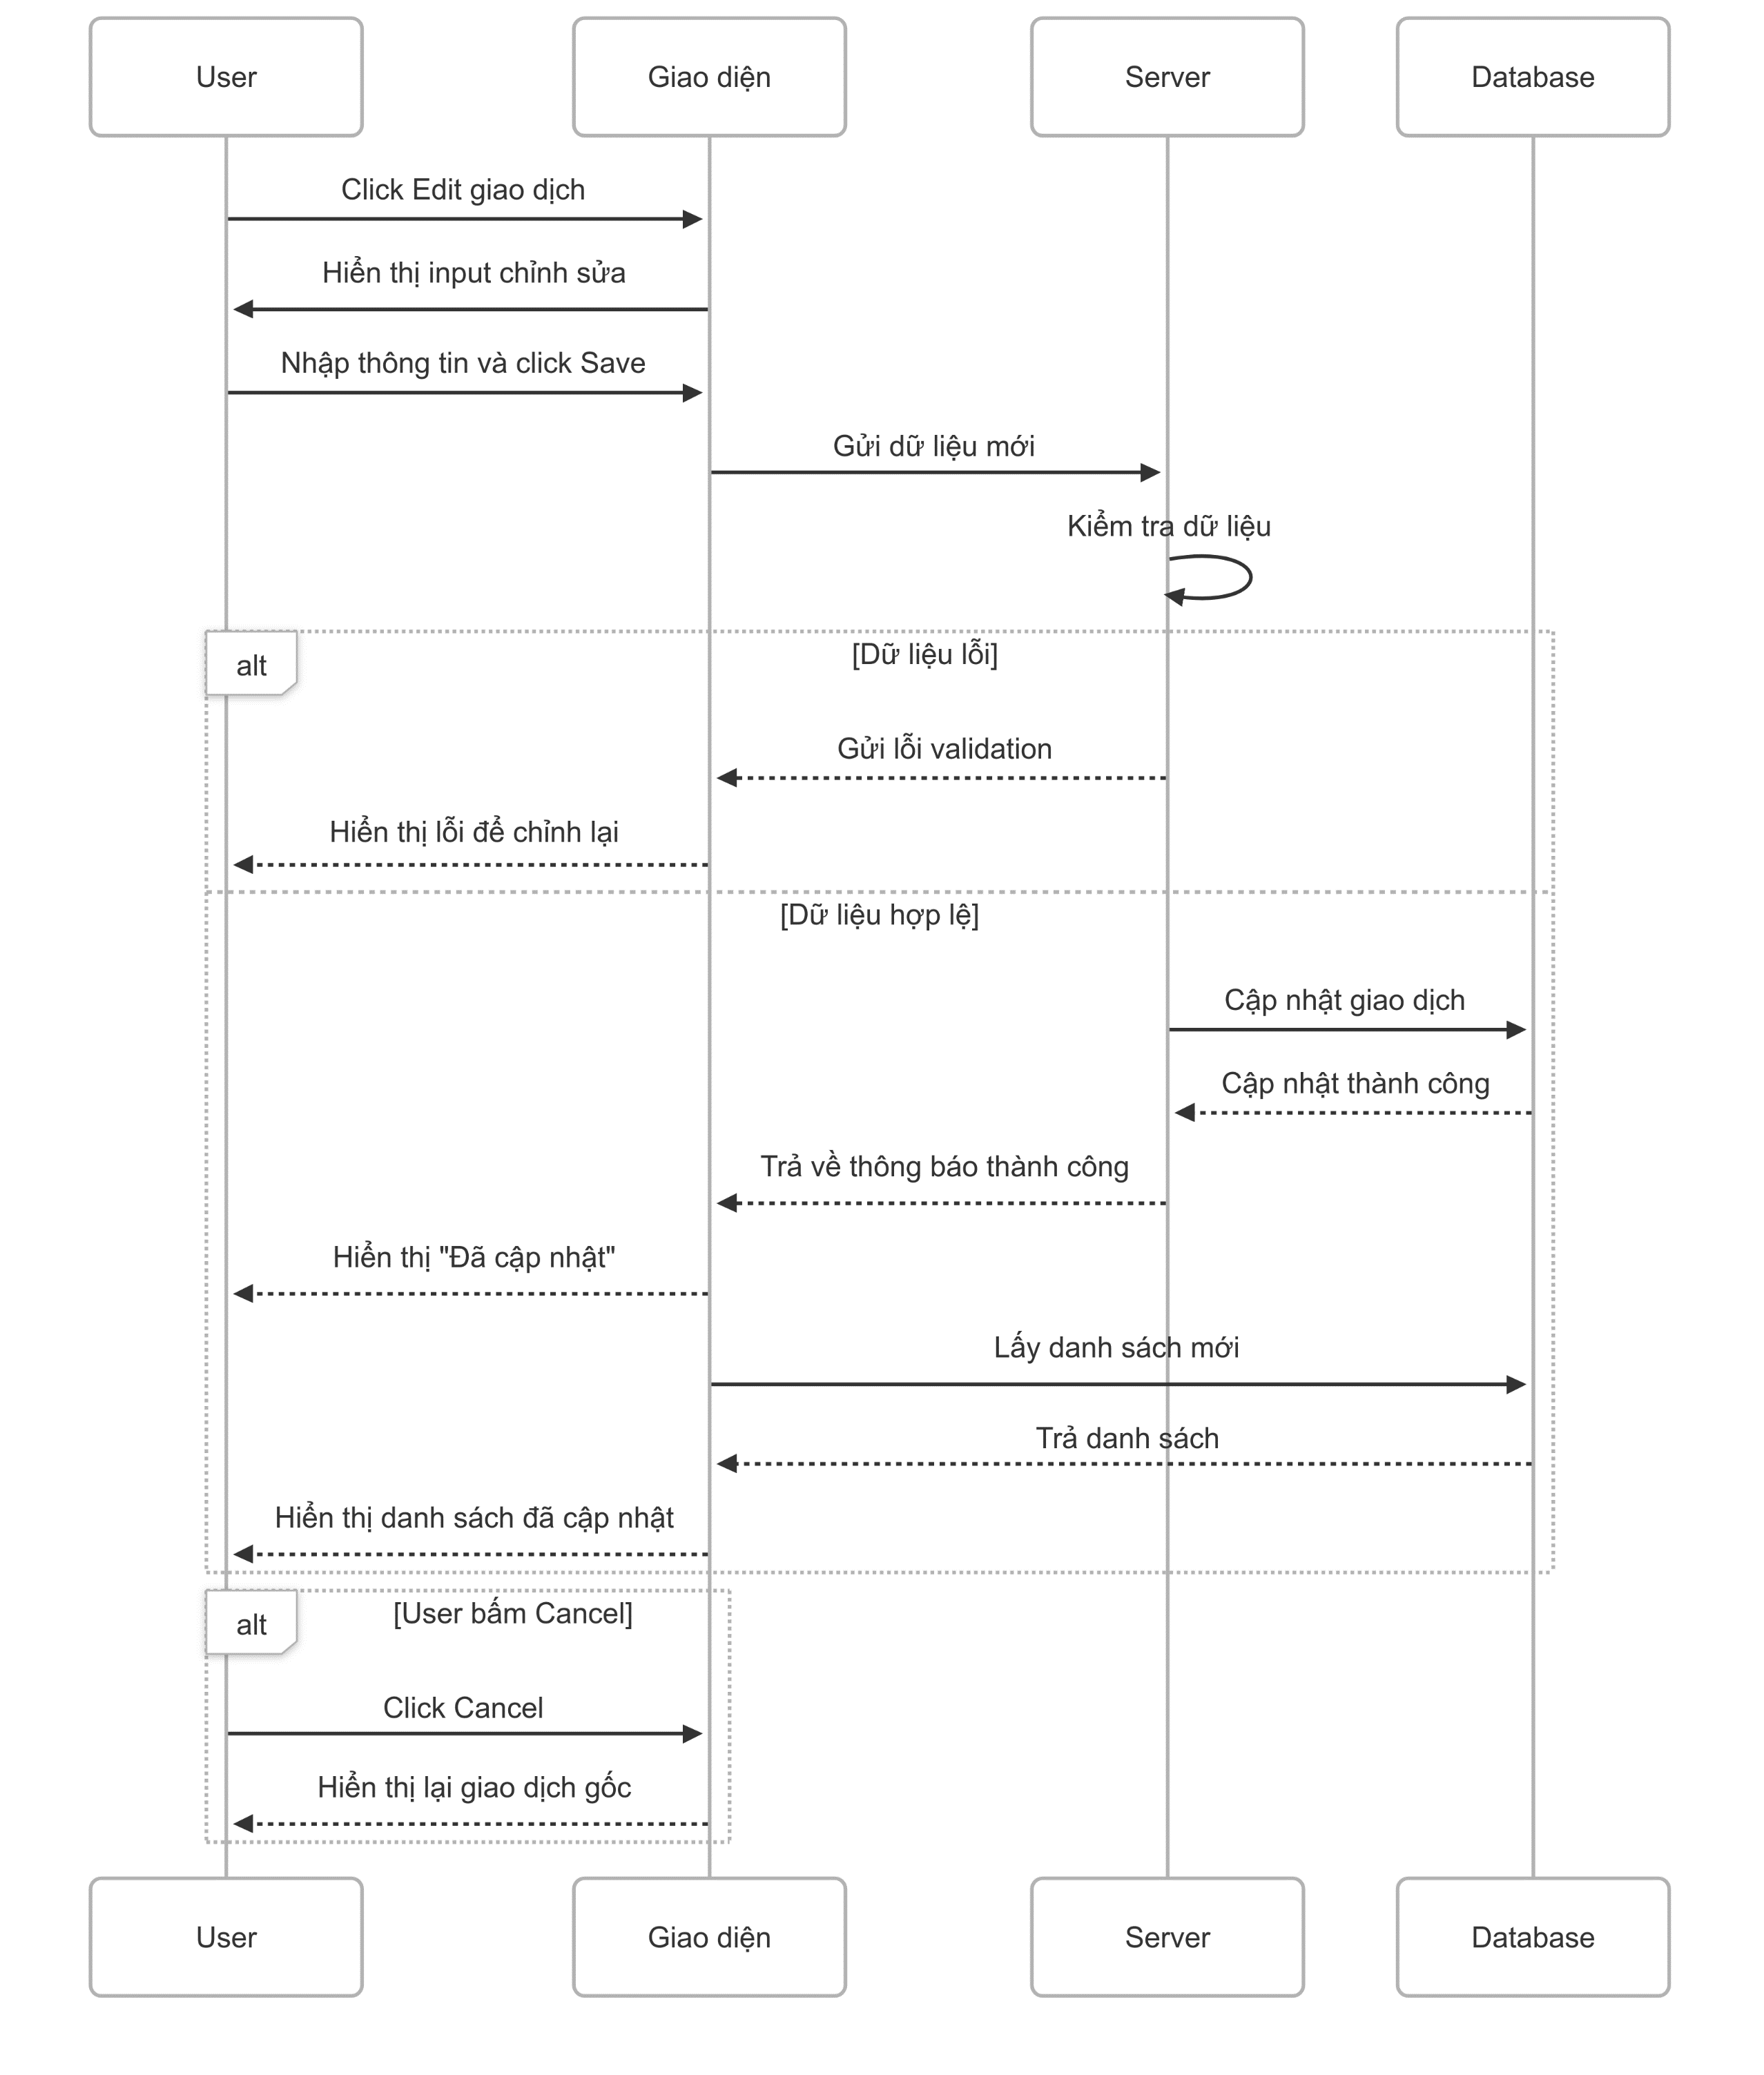 User
Giao diện
Server
Database
Click Edit giao dịch
Hiển thị input chỉnh sửa
Nhập thông tin và click Save
Gửi dữ liệu mới
Kiểm tra dữ liệu
alt
[Dữ liệu lỗi]
Gửi lỗi validation
Hiển thị lỗi để chỉnh lại
[Dữ liệu hợp lệ]
Cập nhật giao dịch
Cập nhật thành công
Trả về thông báo thành công
Hiển thị "Đã cập nhật"
Lấy danh sách mới
Trả danh sách
Hiển thị danh sách đã cập nhật
alt
[User bấm Cancel]
Click Cancel
Hiển thị lại giao dịch gốc
User
Giao diện
Server
Database